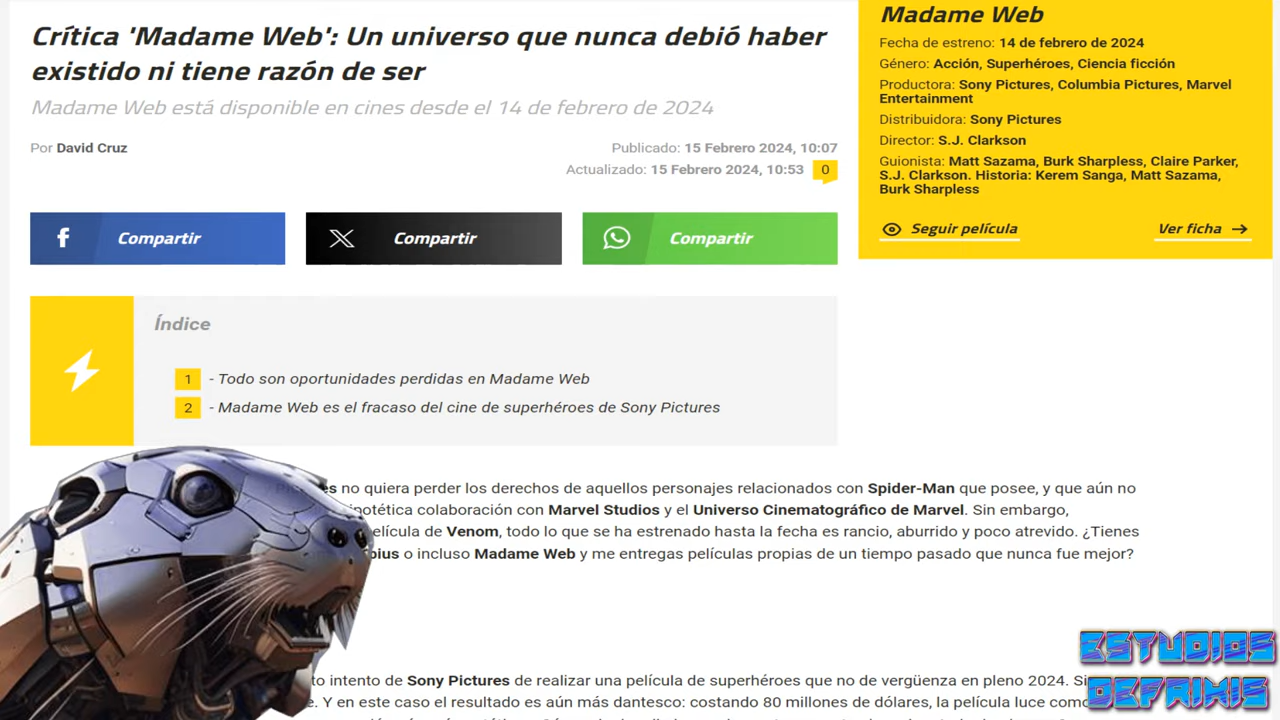 Crítica 'Madame Web': Un universo que nunca debió haber
existido ni tiene razón de ser
Madame Web está disponible en cines desde el 14 de febrero de 2024
Por David Cruz
Publicado: 15 Febrero 2024, 10:07
Actualizado: 15 Febrero 2024, 10:53
0
Compartir
Compartir
Compartir
Índice
1 - Todo son oportunidades perdidas en Madame Web
2 - Madame Web es el fracaso del cine de superhéroes de Sony Pictures
no quiera perder los derechos de aquellos personajes relacionados con Spider-Man que posee, y que aún no
colaboración con Marvel Studios y el Universo Cinematográfico de Marvel. Sin embargo,
película de Venom, todo lo que se ha estrenado hasta la fecha es rancio, aburrido y poco atrevido. ¿Tienes
o incluso Madame Web y me entregas películas propias de un tiempo pasado que nunca fue mejor?
intento de Sony Pictures de realizar una película de superhéroes que no de vergüenza en pleno 2024.
Y en este caso el resultado es aún más dantesco: costando 80 millones de dólares, la película luce como
Madame Web
Fecha de estreno: 14 de febrero de 2024
Género: Acción, Superhéroes, Ciencia ficción
Productora: Sony Pictures, Columbia Pictures, Marvel
Entertainment
Distribuidora: Sony Pictures
Director: S.J. Clarkson
Guionista: Matt Sazama, Burk Sharpless, Claire Parker,
S.J. Clarkson. Historia: Kerem Sanga, Matt Sazama,
Burk Sharpless
Seguir película
Ver ficha
ESTUDIOS
DEFRIXIS